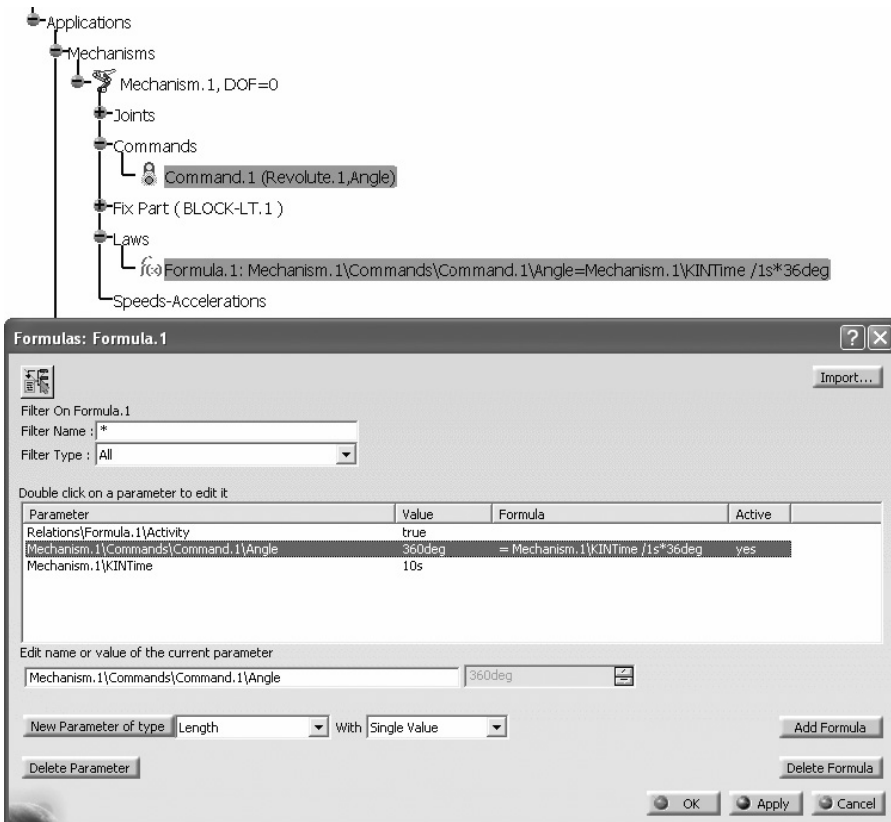 Applications
Mechanisms
Mechanism.1, DOF=0
Joints
Commands
Command.1 (Revolute.1,Angle)
Fix Part ( BLOCK-LT.1 )
Laws
f(x) Formula.1: Mechanism.1\Commands\Command.1\Angle=Mechanism.1\KINTime /1s*36deg
Speeds-Accelerations
Formulas: Formula.1
Import...
Filter On Formula.1
Filter Name : *
Filter Type : All
Double click on a parameter to edit it
Parameter Value Formula Active
Relations\Formula.1\Activity true
Mechanism.1\Commands\Command.1\Angle 360deg = Mechanism.1\KINTime /1s*36deg yes
Mechanism.1\KINTime 10s
Edit name or value of the current parameter
Mechanism.1\Commands\Command.1\Angle 360deg
New Parameter of type Length With Single Value Add Formula
Delete Parameter Delete Formula
OK Apply Cancel